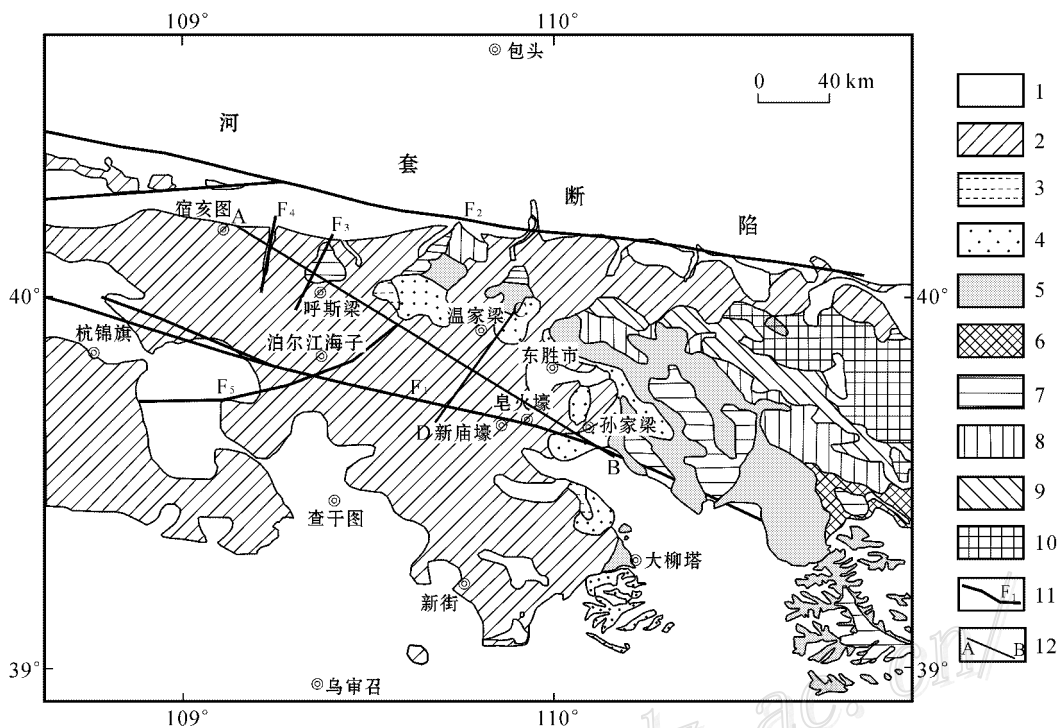 109°
110°
包头
0 40 km
河
套
断
陷
宿亥图
A
F₄
F₃
F₂
40°
40°
呼斯梁
温家梁
杭锦旗
泊尔江海子
东胜市
F₅
F₁
皂火壕
D
新庙壕
孙家梁
B
查干图
大柳塔
新街
39°
39°
乌审召
109°
110°
1
2
3
4
5
6
7
8
9
10
F₁
11
A B
12